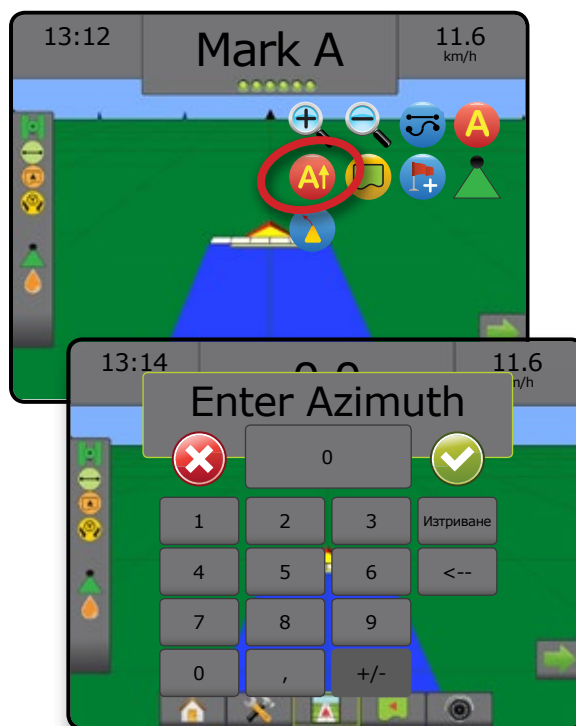 13:12 Mark A 11.6
km/h
A
A
13:14 11.6
Enter Azimuth
0
1 2 3 Изтриване
4 5 6 <--
7 8 9
0 , +/-